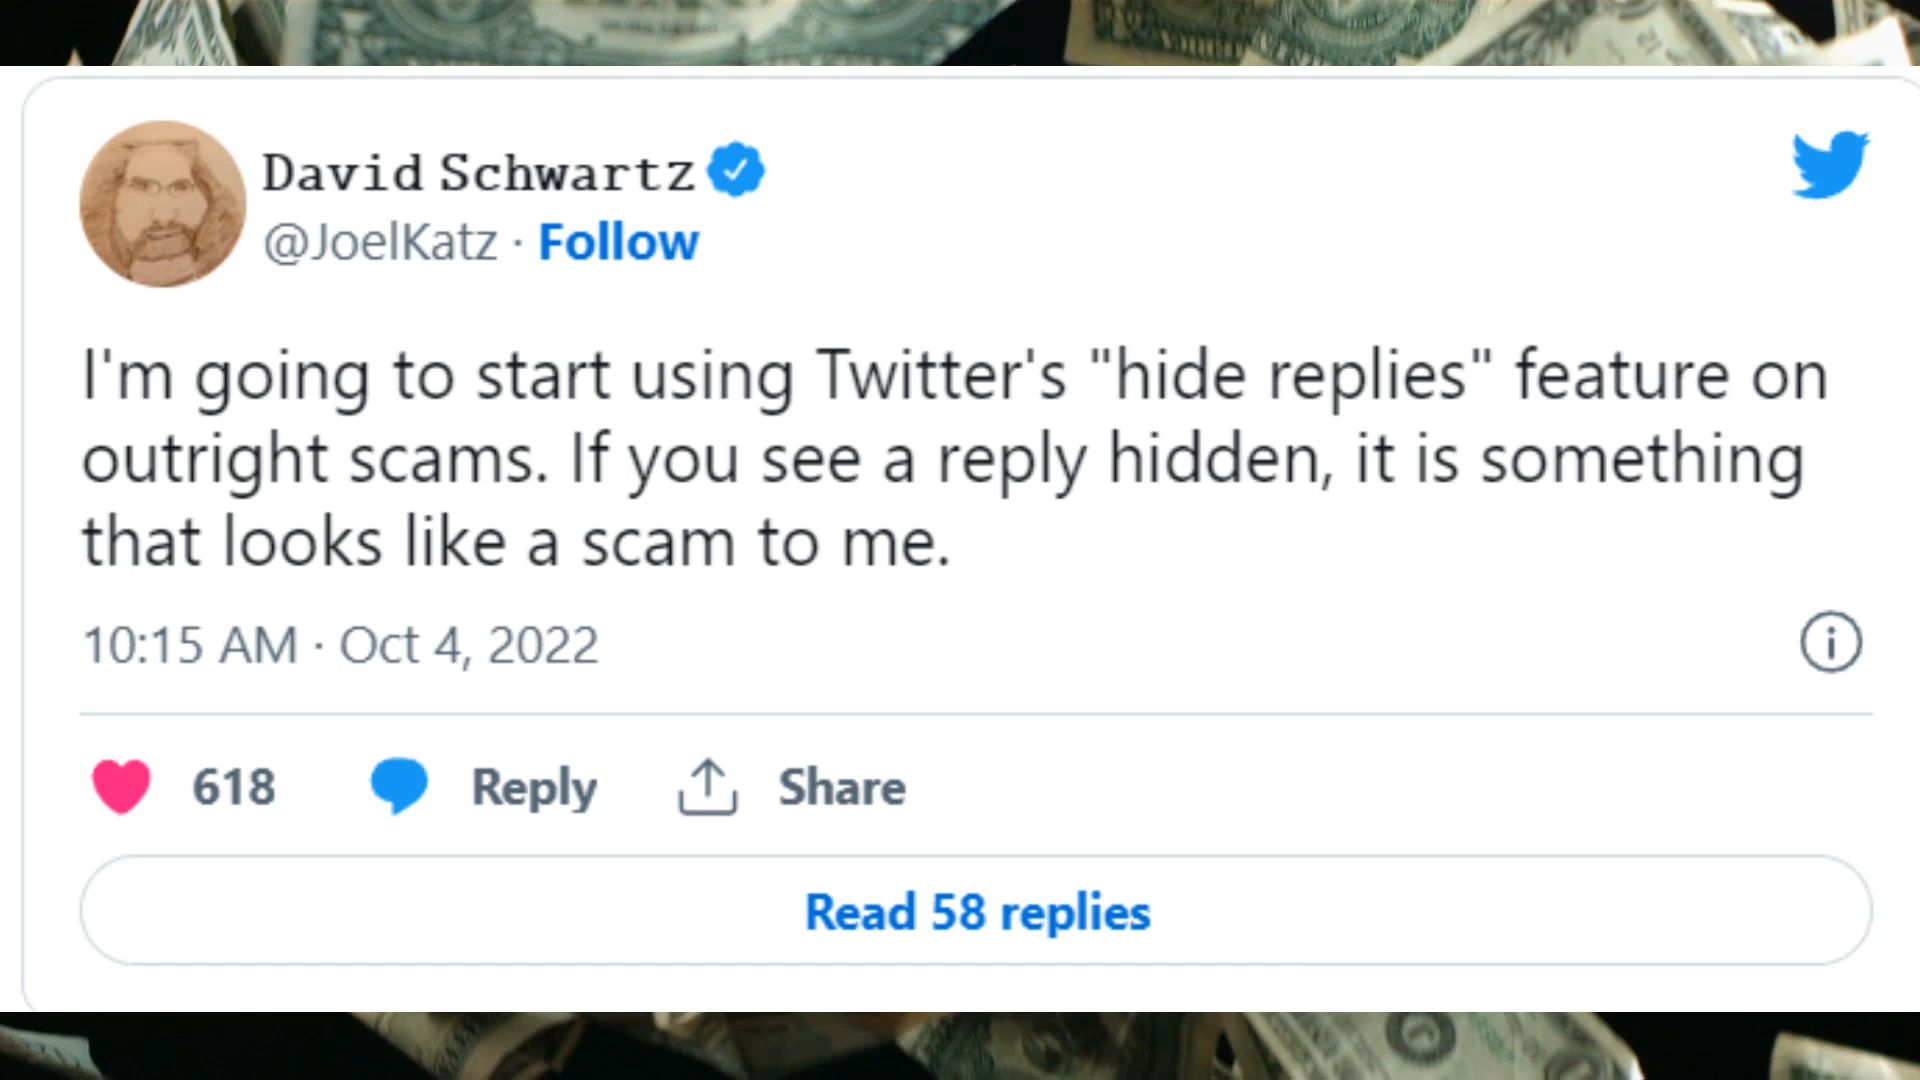 David Schwartz
@JoelKatz · Follow
I'm going to start using Twitter's "hide replies" feature on
outright scams. If you see a reply hidden, it is something
that looks like a scam to me.
10:15 AM · Oct 4, 2022
618 Reply Share
Read 58 replies